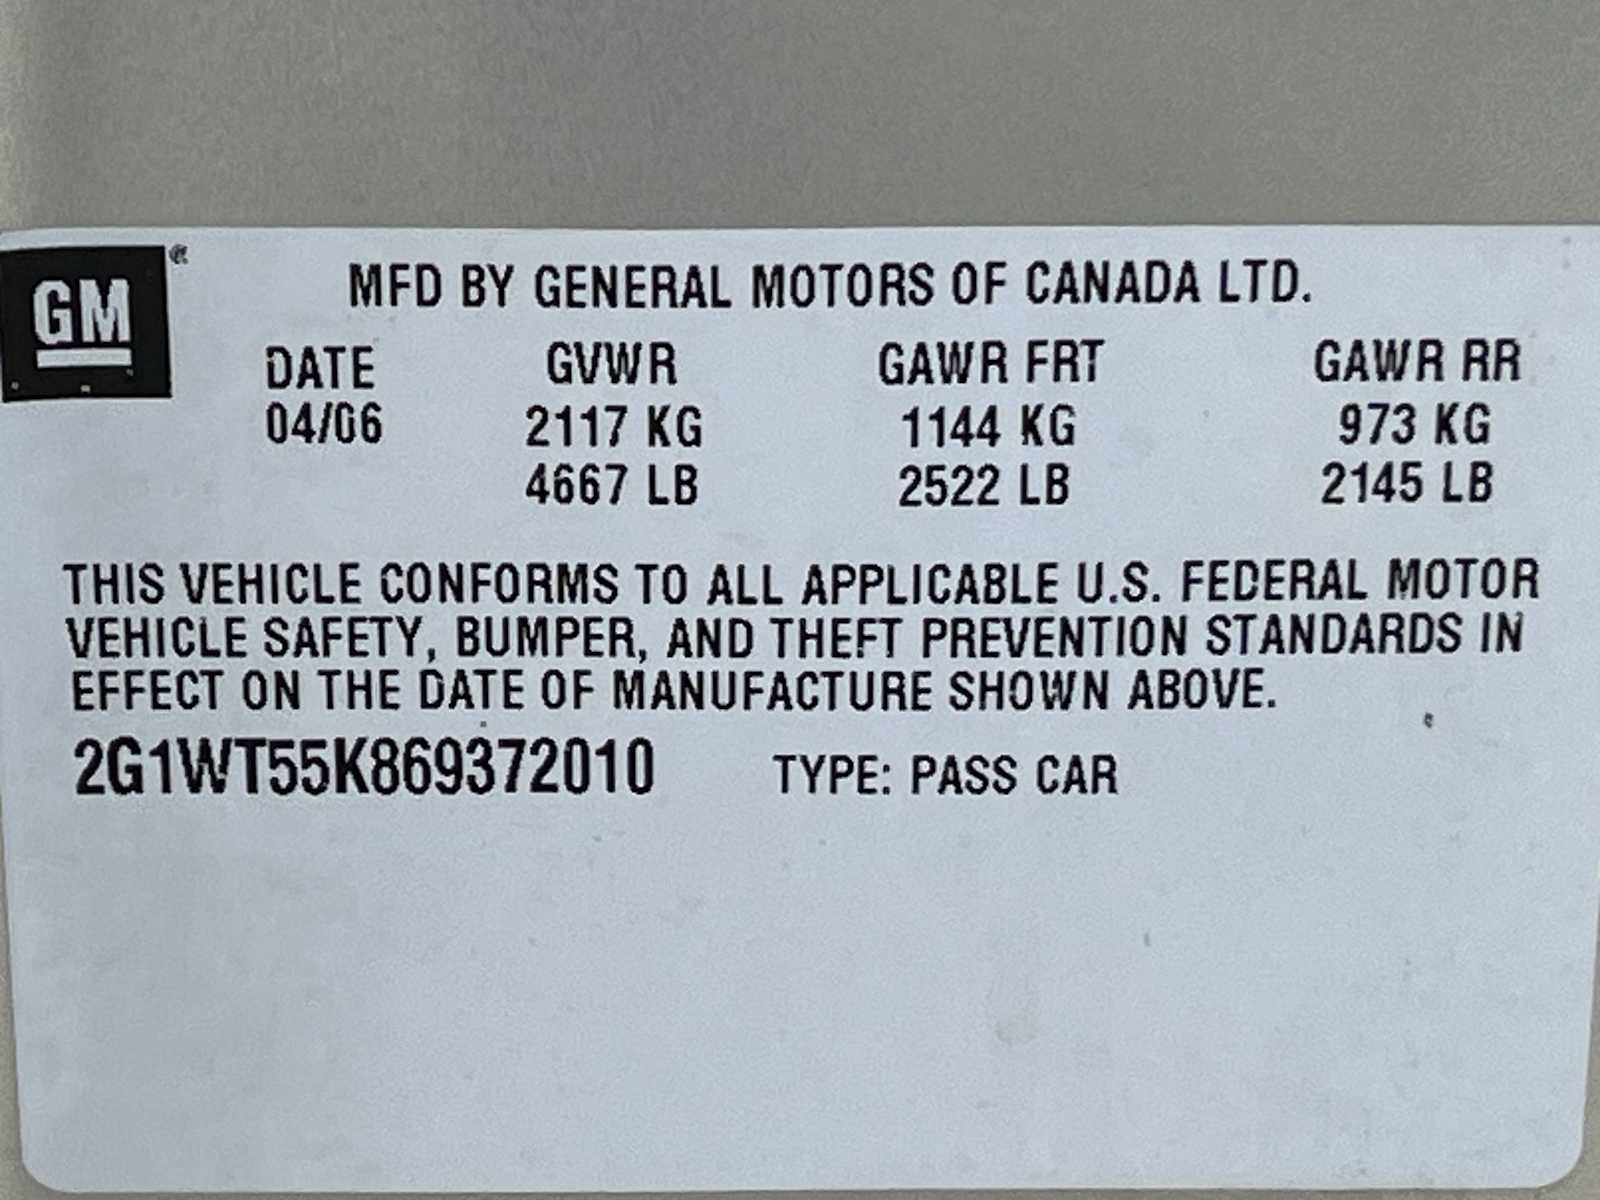 GM ®
MFD BY GENERAL MOTORS OF CANADA LTD.
DATE GVWR GAWR FRT GAWR RR
04/06 2117 KG 1144 KG 973 KG
4667 LB 2522 LB 2145 LB
THIS VEHICLE CONFORMS TO ALL APPLICABLE U.S. FEDERAL MOTOR
VEHICLE SAFETY, BUMPER, AND THEFT PREVENTION STANDARDS IN
EFFECT ON THE DATE OF MANUFACTURE SHOWN ABOVE.
2G1WT55K869372010 TYPE: PASS CAR